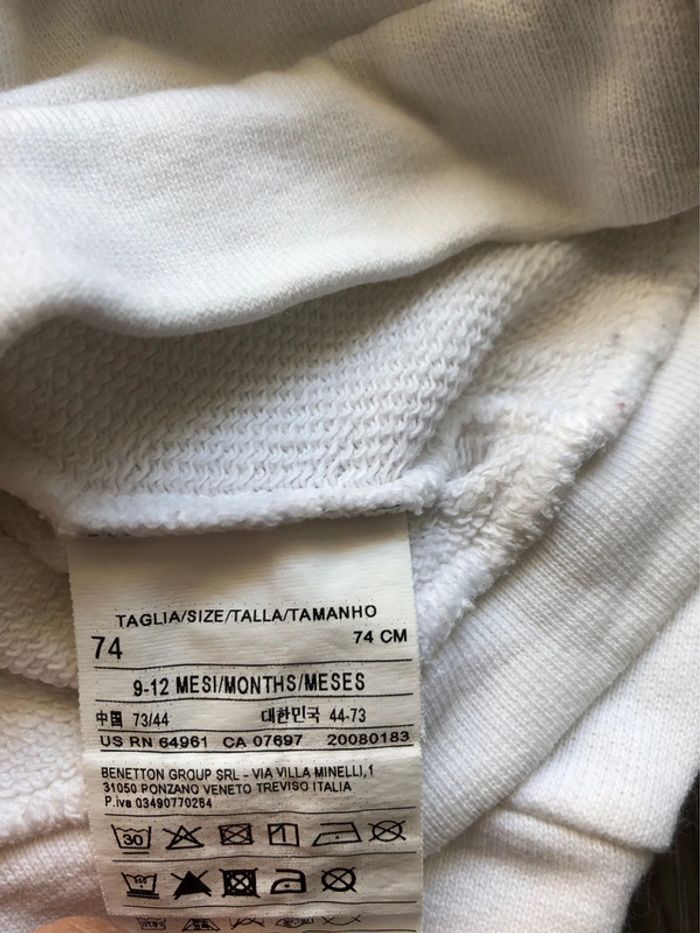 TAGLIA/SIZE/TALLA/TAMANHO
74 74 CM
9-12 MESI/MONTHS/MESES
中国 73/44 대한민국 44-73
US RN 64961 CA 07697 20080183
BENETTON GROUP SRL - VIA VILLA MINELLI,1
31050 PONZANO VENETO TREVISO ITALIA
P.iva 03490770264
30